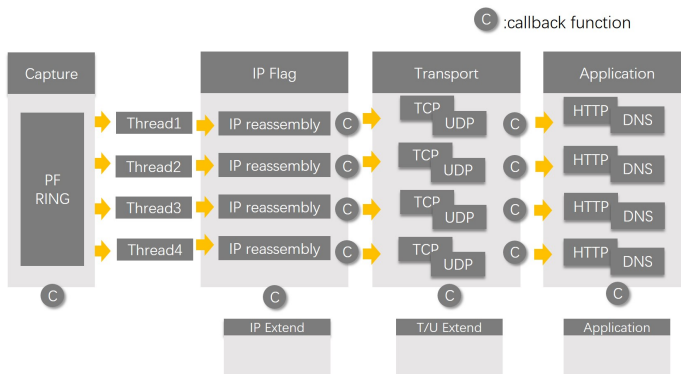 C :callback function
Capture IP Flag Transport Application
PF
RING
Thread1 IP reassembly C TCP UDP C HTTP DNS
Thread2 IP reassembly C TCP UDP C HTTP DNS
Thread3 IP reassembly C TCP UDP C HTTP DNS
Thread4 IP reassembly C TCP UDP C HTTP DNS
C C C C
IP Extend T/U Extend Application